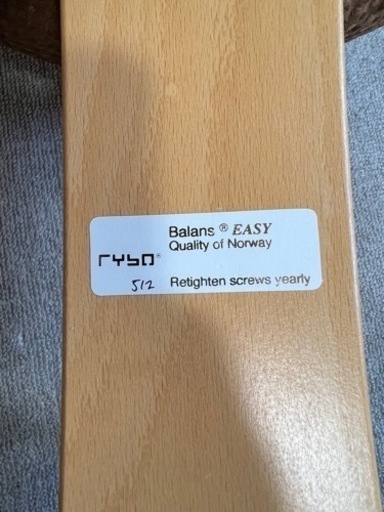 Balans ® EASY
Quality of Norway
rybo®
512 Retighten screws yearly